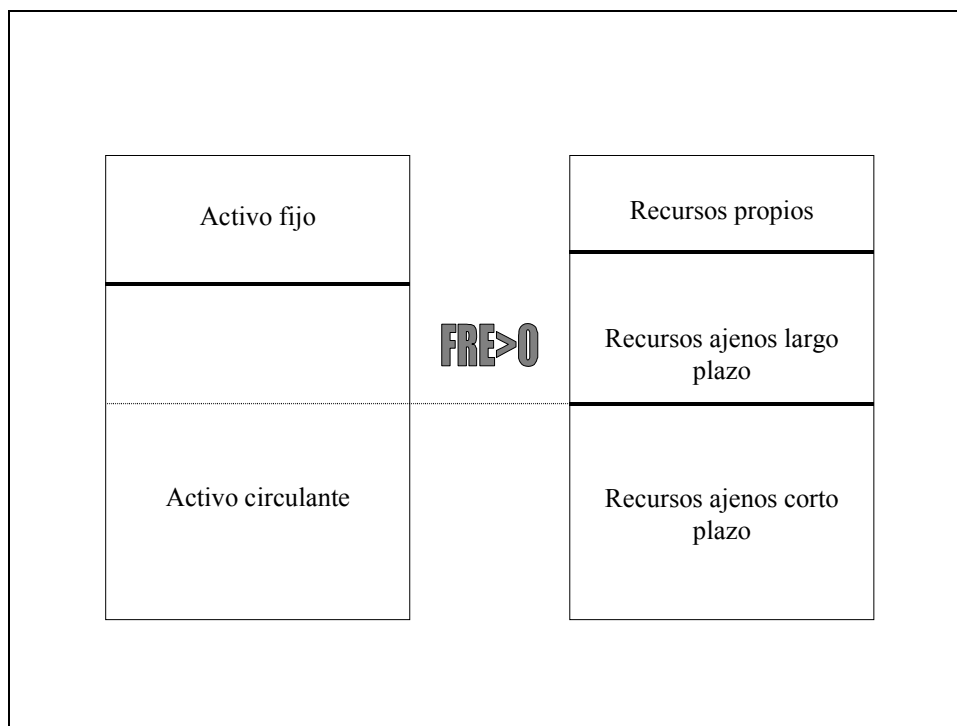 Activo fijo
Activo circulante
FRE>0
Recursos propios
Recursos ajenos largo
plazo
Recursos ajenos corto
plazo